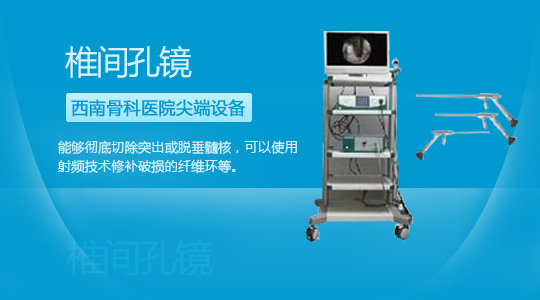 椎间孔镜
西南骨科医院尖端设备
能够彻底切除突出或脱垂髓核，可以使用
射频技术修补破损的纤维环等。
椎间孔镜